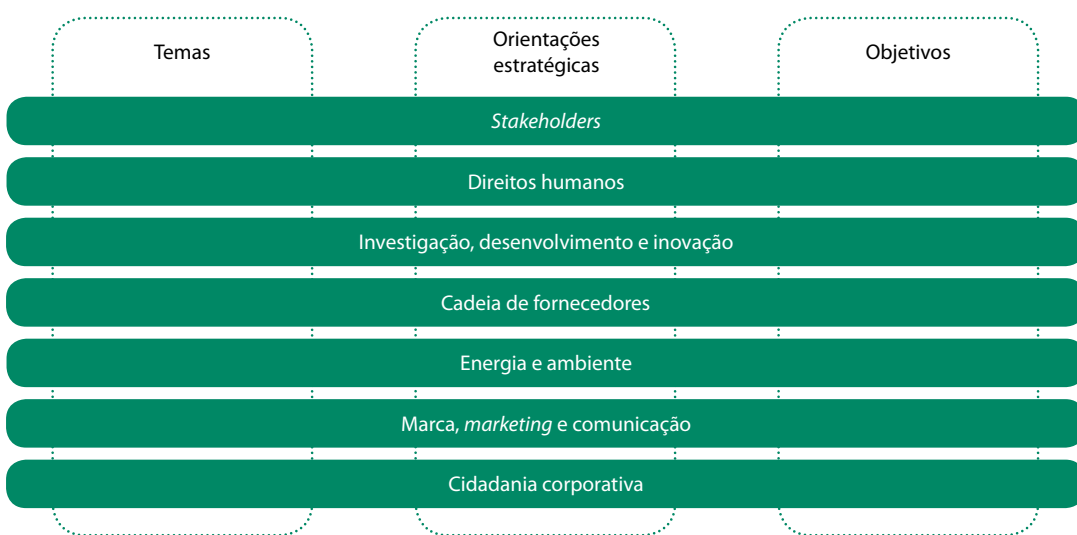 Temas
Orientações
estratégicas
Objetivos
Stakeholders
Direitos humanos
Investigação, desenvolvimento e inovação
Cadeia de fornecedores
Energia e ambiente
Marca, marketing e comunicação
Cidadania corporativa